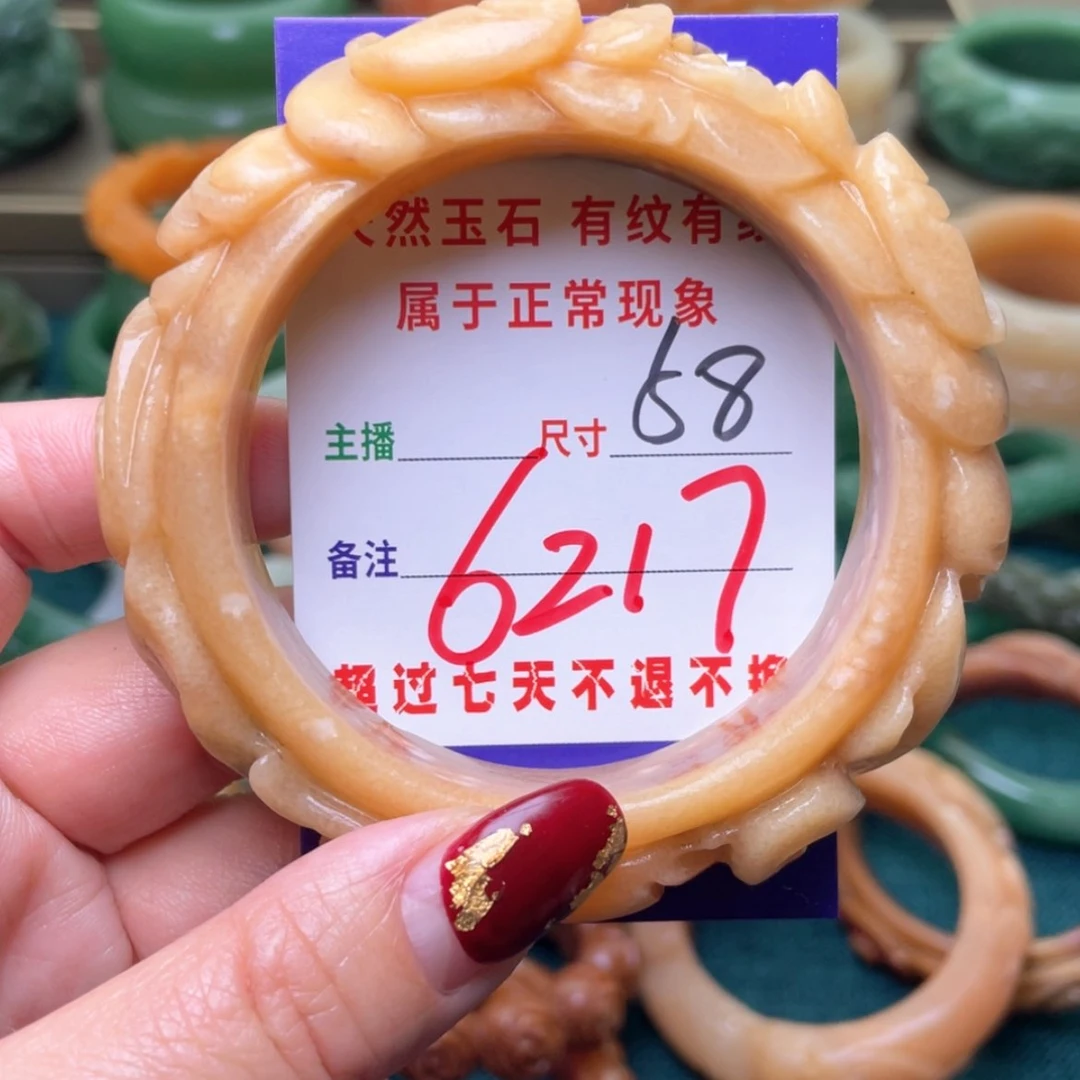 然玉石 有纹有
属于正常现象
主播 尺寸 58
备注 6217
超过七天不退不换